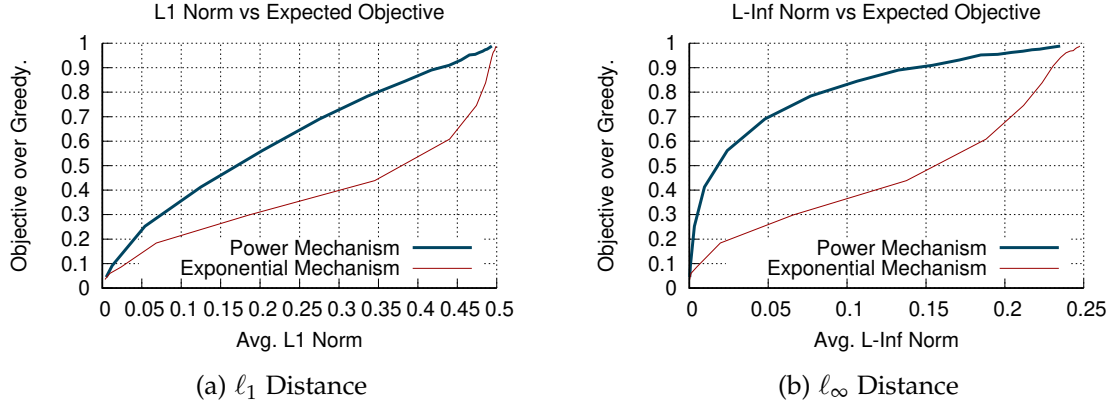 L1 Norm vs Expected Objective
Objective over Greedy.
1
0.9
0.8
0.7
0.6
0.5
0.4
0.3
0.2
0.1
0
Power Mechanism
Exponential Mechanism
0 0.05 0.1 0.15 0.2 0.25 0.3 0.35 0.4 0.45 0.5
Avg. L1 Norm
(a) ℓ₁ Distance
L-Inf Norm vs Expected Objective
Objective over Greedy.
1
0.9
0.8
0.7
0.6
0.5
0.4
0.3
0.2
0.1
0
Power Mechanism
Exponential Mechanism
0 0.05 0.1 0.15 0.2 0.25
Avg. L-Inf Norm
(b) ℓ∞ Distance